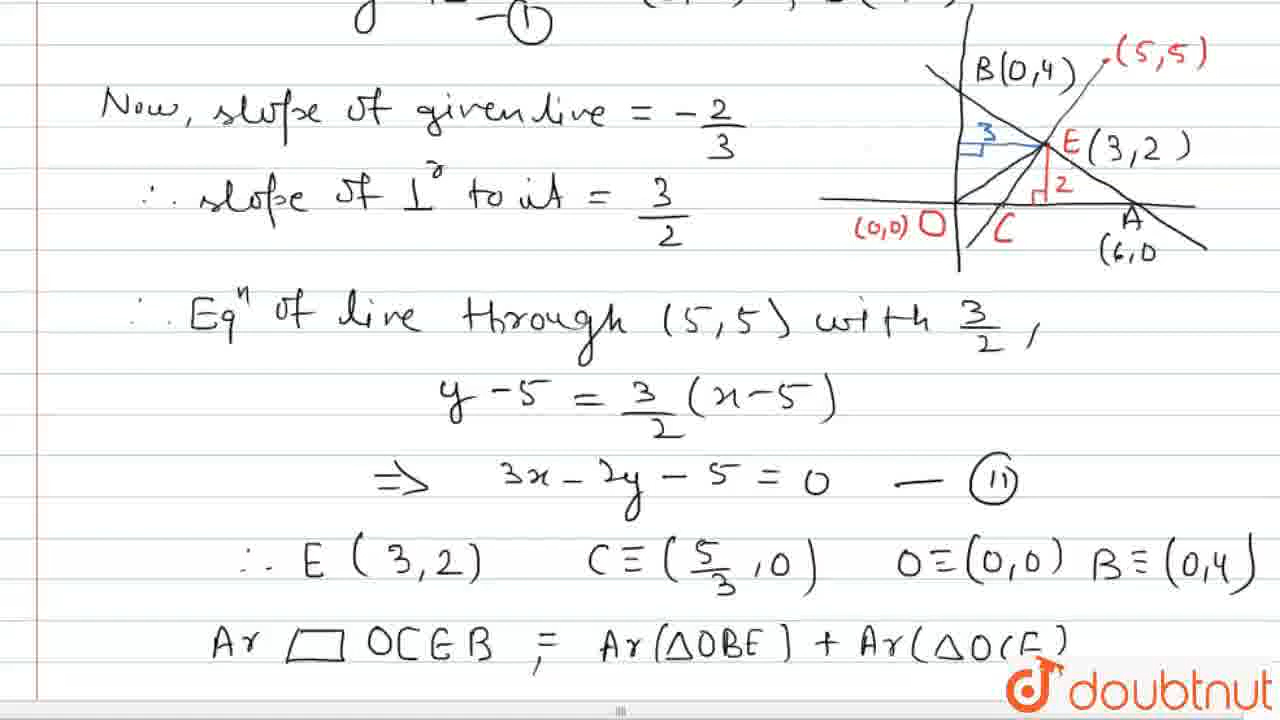 y
— ①
Now, slope of given line = - 2/3
∴ slope of ⊥r to it = 3/2
∴ Eqn of line through (5,5) with 3/2,
y - 5 = 3/2 (x - 5)
⇒ 3x - 2y - 5 = 0 — ⑪
∴ E (3,2) C ≡ (5/3, 0) O ≡ (0,0) B ≡ (0,4)
Ar ▱ OCEB = Ar(△OBE) + Ar(△OCE)
B(0,4)
(5,5)
3
E (3,2)
2
(0,0) O
C
A
(6,0
doubtnut